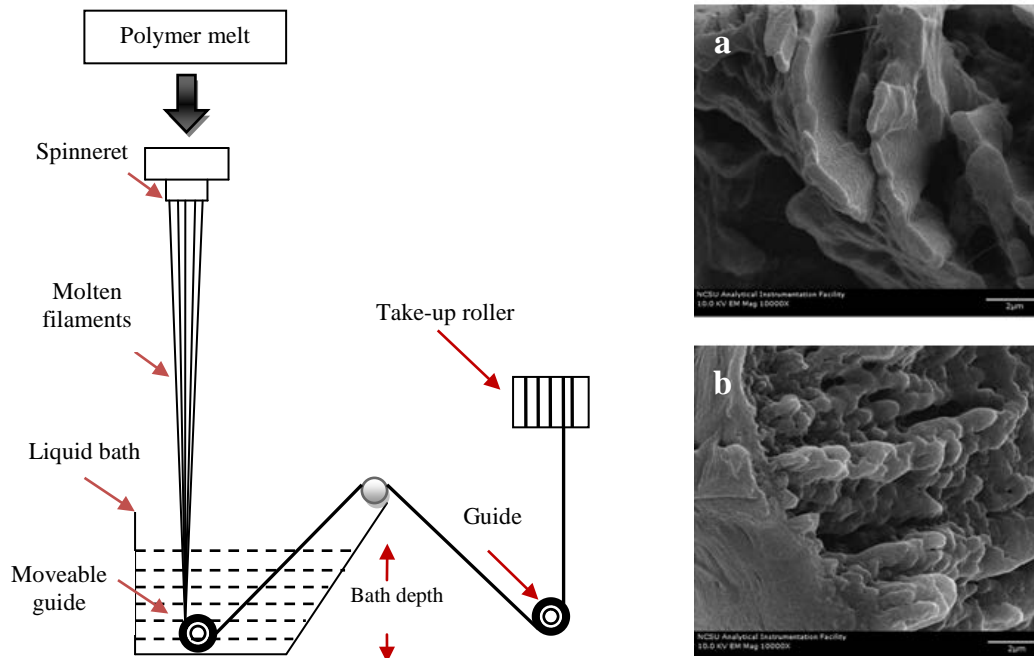 Polymer melt
Spinneret
Molten
filaments
Take-up roller
Liquid bath
Guide
Moveable
guide
Bath depth
a
NCSU Analytical Instrumentation Facility
10.0 KV EM Mag 10000X
2µm
b
NCSU Analytical Instrumentation Facility
10.0 KV EM Mag 10000X
2µm